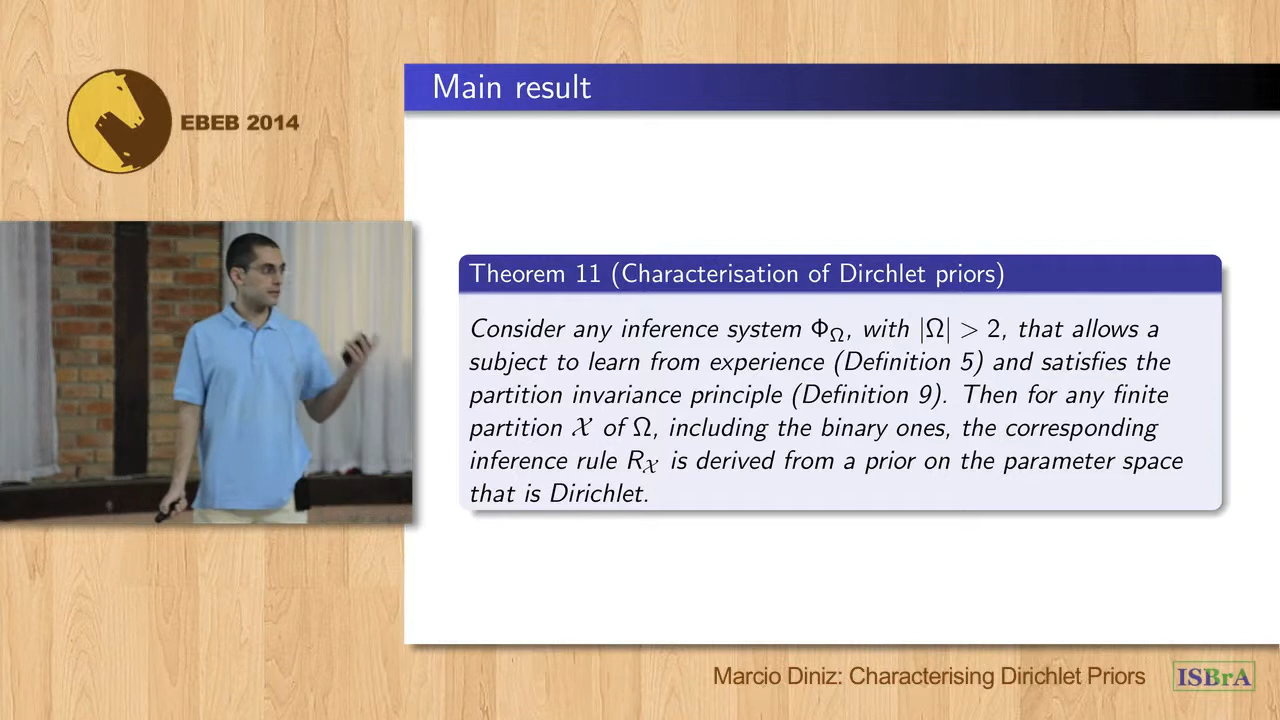 EBEB 2014
Main result
Theorem 11 (Characterisation of Dirchlet priors)
Consider any inference system Φ_Ω, with |Ω| > 2, that allows a
subject to learn from experience (Definition 5) and satisfies the
partition invariance principle (Definition 9). Then for any finite
partition 𝒳 of Ω, including the binary ones, the corresponding
inference rule R_𝒳 is derived from a prior on the parameter space
that is Dirichlet.
Marcio Diniz: Characterising Dirichlet Priors
ISBrA